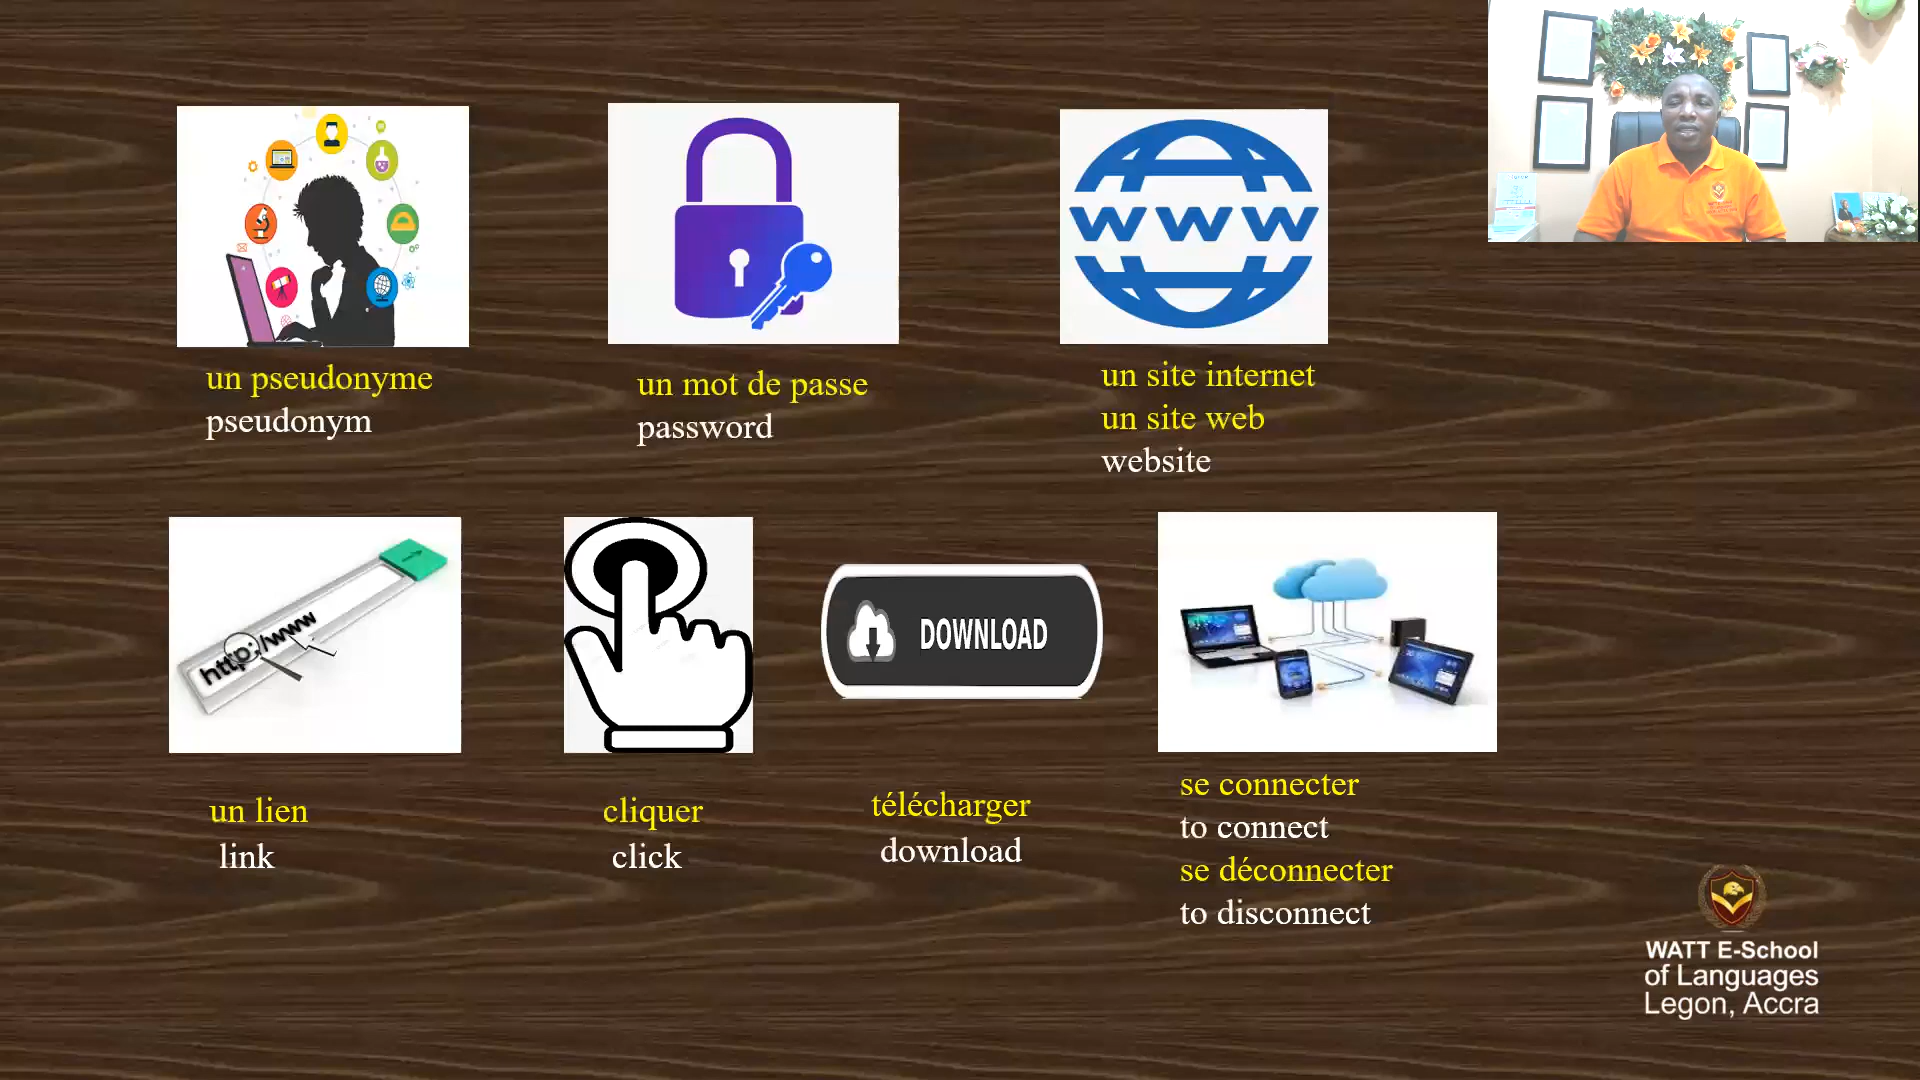 www
un pseudonyme
pseudonym
un mot de passe
password
un site internet
un site web
website
http:/www
DOWNLOAD
un lien
link
cliquer
click
télécharger
download
se connecter
to connect
se déconnecter
to disconnect
WATT E-School
of Languages
Legon, Accra